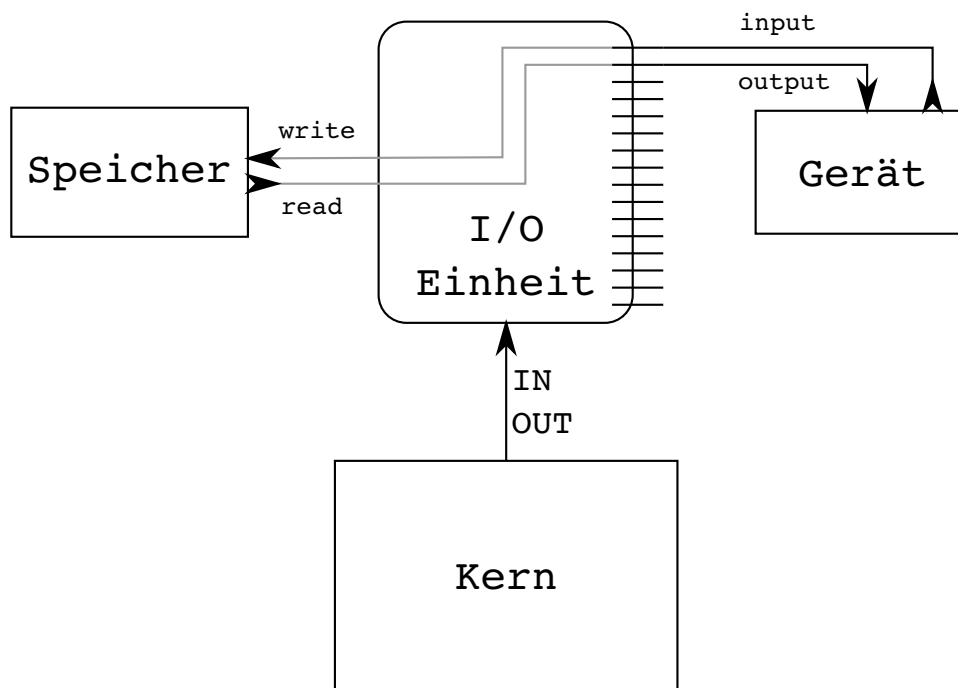 input
output
write
Speicher
Gerät
read
I/O
Einheit
IN
OUT
Kern